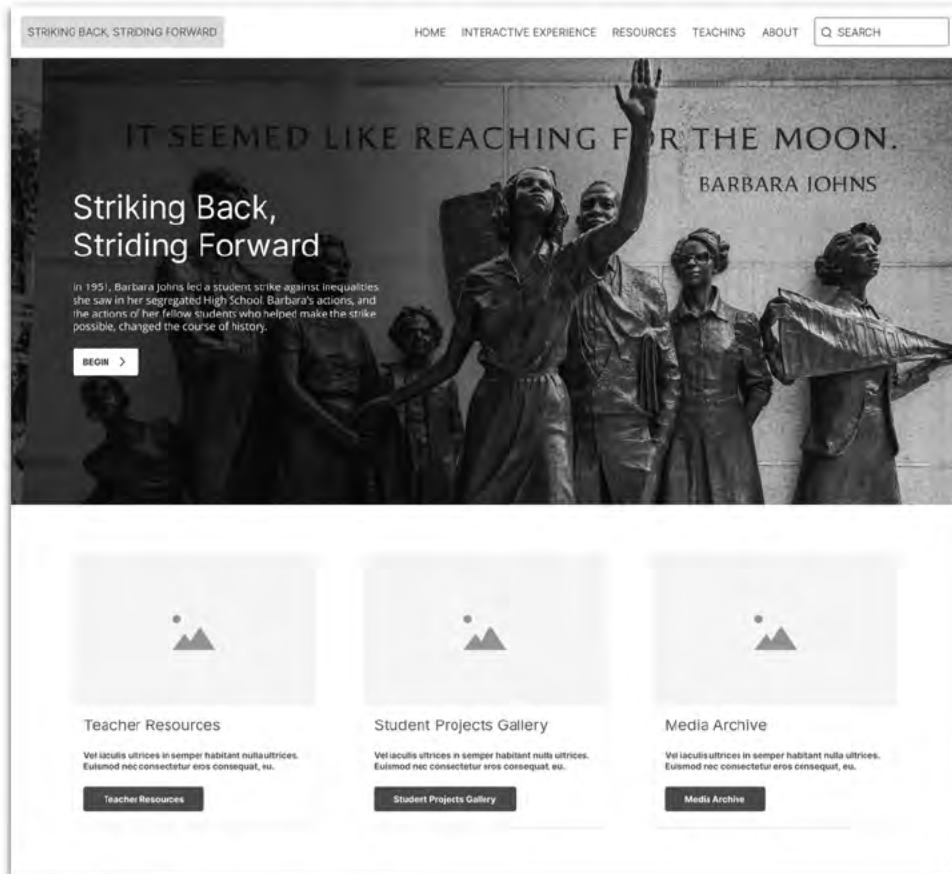 STRIKING BACK, STRIDING FORWARD
HOME INTERACTIVE EXPERIENCE RESOURCES TEACHING ABOUT SEARCH
IT SEEMED LIKE REACHING FOR THE MOON.
BARBARA JOHNS
Striking Back,
Striding Forward
In 1951, Barbara Johns led a student strike against inequalities
she saw in her segregated High School. Barbara's actions, and
the actions of her fellow students who helped make the strike
possible, changed the course of history.
BEGIN
Teacher Resources
Vel iaculis ultrices in semper habitant nulla ultrices.
Euismod nec consectetur eros consequat, eu.
Teacher Resources
Student Projects Gallery
Vel iaculis ultrices in semper habitant nulla ultrices.
Euismod nec consectetur eros consequat, eu.
Student Projects Gallery
Media Archive
Vel iaculis ultrices in semper habitant nulla ultrices.
Euismod nec consectetur eros consequat, eu.
Media Archive